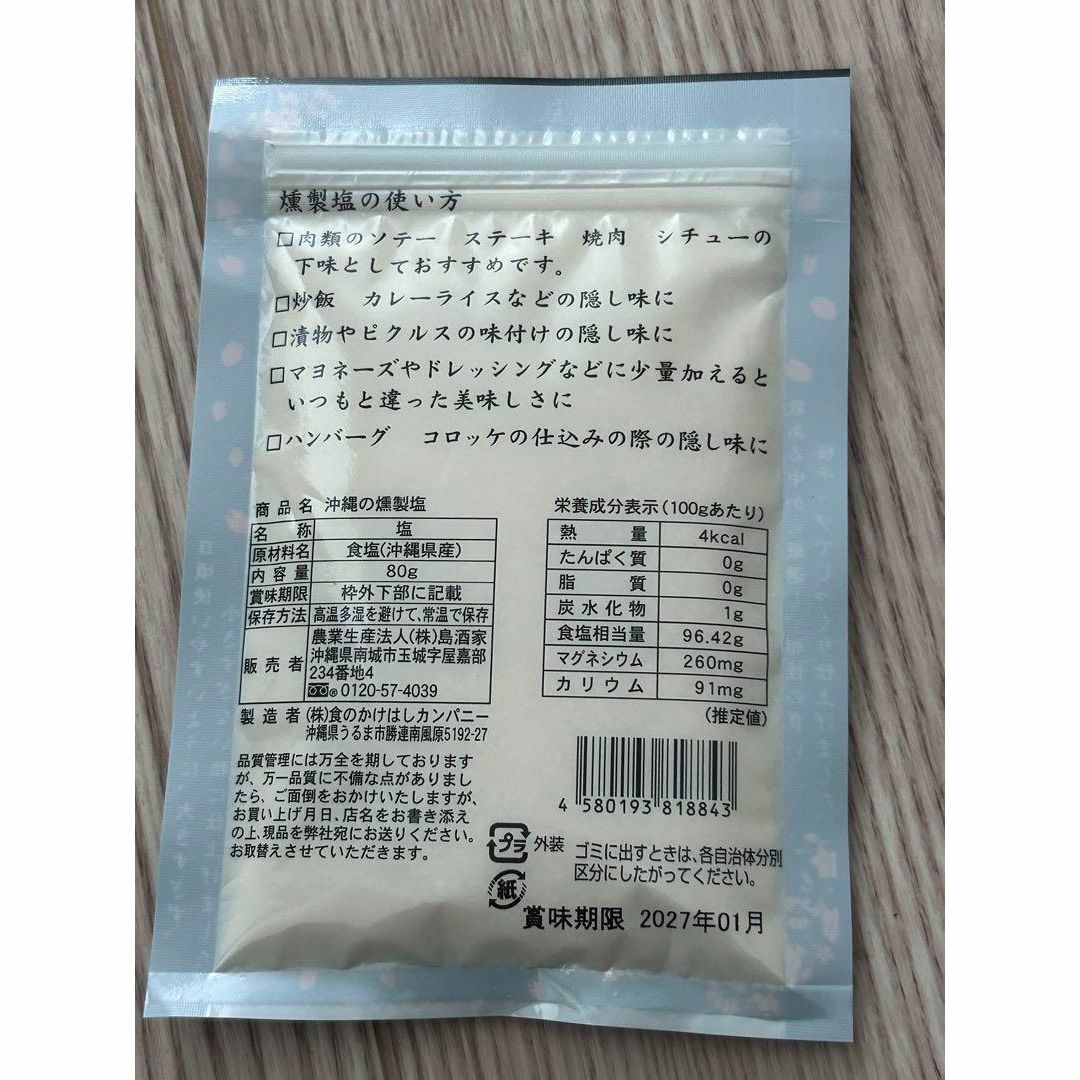 燻製塩の使い方
□肉類のソテー　ステーキ　焼肉　シチューの
下味としておすすめです。
□炒飯　カレーライスなどの隠し味に
□漬物やピクルスの味付けの隠し味に
□マヨネーズやドレッシングなどに少量加えると
いつもと違った美味しさに
□ハンバーグ　コロッケの仕込みの際の隠し味に
商品名 沖縄の燻製塩
名称 塩
原材料名 食塩(沖縄県産)
内容量 80g
賞味期限 枠外下部に記載
保存方法 高温多湿を避けて、常温で保存
販売者 農業生産法人(株)島酒家
沖縄県南城市玉城字屋嘉部
234番地4
0120-57-4039
製造者 (株)食のかけはしカンパニー
沖縄県うるま市勝連南風原5192-27
品質管理には万全を期しております
が、万一品質に不備な点がありまし
たら、ご面倒をおかけいたしますが、
お買い上げ月日、店名をお書き添え
の上、現品を弊社宛にお送りください。
お取替えさせていただきます。
栄養成分表示(100gあたり)
熱量 4kcal
たんぱく質 0g
脂質 0g
炭水化物 1g
食塩相当量 96.42g
マグネシウム 260mg
カリウム 91mg
(推定値)
4 580193 818843
プラ 外装
紙
ゴミに出すときは、各自治体分別
区分にしたがってください。
賞味期限 2027年01月